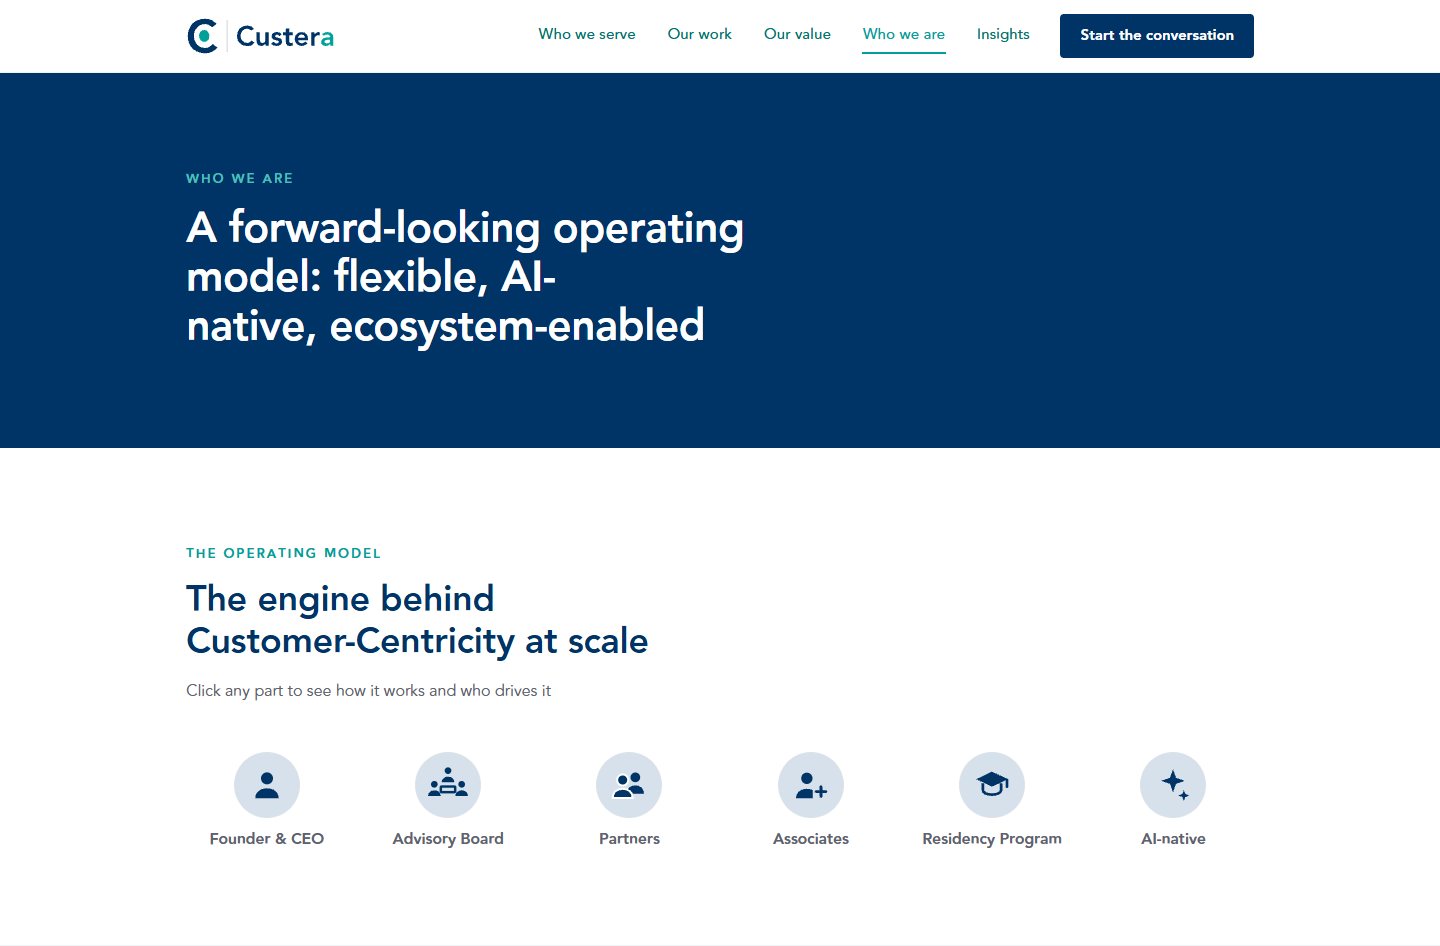 Custera
Who we serve
Our work
Our value
Who we are
Insights
Start the conversation
WHO WE ARE
A forward-looking operating
model: flexible, AI-
native, ecosystem-enabled
THE OPERATING MODEL
The engine behind
Customer-Centricity at scale
Click any part to see how it works and who drives it
Founder & CEO
Advisory Board
Partners
Associates
Residency Program
AI-native